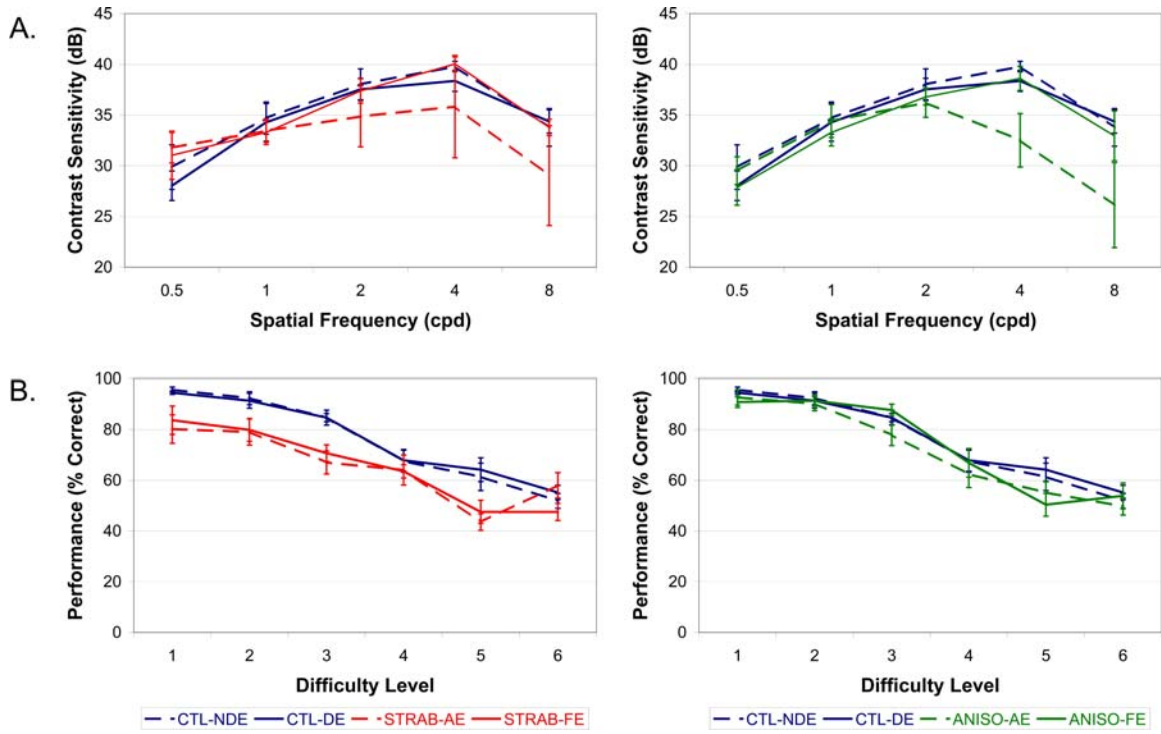 A.
Contrast Sensitivity (dB)
45
40
35
30
25
20
0.5 1 2 4 8
Spatial Frequency (cpd)
Contrast Sensitivity (dB)
45
40
35
30
25
20
0.5 1 2 4 8
Spatial Frequency (cpd)
B.
Performance (% Correct)
100
80
60
40
20
0
1 2 3 4 5 6
Difficulty Level
CTL-NDE CTL-DE STRAB-AE STRAB-FE
Performance (% Correct)
100
80
60
40
20
0
1 2 3 4 5 6
Difficulty Level
CTL-NDE CTL-DE ANISO-AE ANISO-FE